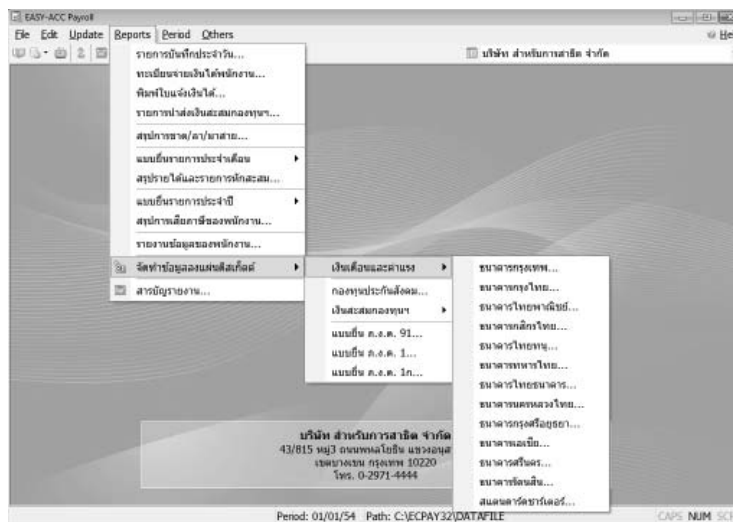 EASY-ACC Payroll
File Edit Update Reports Period Others He
บริษัท สำหรับการสาธิต จำกัด
รายการบันทึกประจำวัน...
ทะเบียนจ่ายเงินได้พนักงาน...
พิมพ์ใบแจ้งเงินได้...
รายการนำส่งเงินสะสมกองทุนฯ...
สรุปการขาด/ลา/มาสาย...
แบบยื่นรายการประจำเดือน
สรุปรายได้และรายการหักสะสม...
แบบยื่นรายการประจำปี
สรุปการเสียภาษีของพนักงาน...
รายงานข้อมูลของพนักงาน...
จัดทำข้อมูลลงแผ่นดิสเก็ตต์
สารบัญรายงาน...
เงินเดือนและค่าแรง
กองทุนประกันสังคม...
เงินสะสมกองทุนฯ
แบบยื่น ภ.ง.ด. 91...
แบบยื่น ภ.ง.ด. 1...
แบบยื่น ภ.ง.ด. 1ก...
ธนาคารกรุงเทพ...
ธนาคารกรุงไทย...
ธนาคารไทยพาณิชย์...
ธนาคารกสิกรไทย...
ธนาคารไทยทนุ...
ธนาคารทหารไทย...
ธนาคารไทยธนาคาร...
ธนาคารนครหลวงไทย...
ธนาคารกรุงศรีอยุธยา...
ธนาคารเอเชีย...
ธนาคารศรีนคร...
ธนาคารรัตนสิน...
สแตนดาร์ดชาร์เตอร์...
บริษัท สำหรับการสาธิต จำกัด
43/815 หมู่3 ถนนพหลโยธิน แขวงอนุส
เขตบางเขน กรุงเทพ 10220
โทร. 0-2971-4444
Period: 01/01/54 Path: C:\ECPAY32\DATAFILE CAPS NUM SC